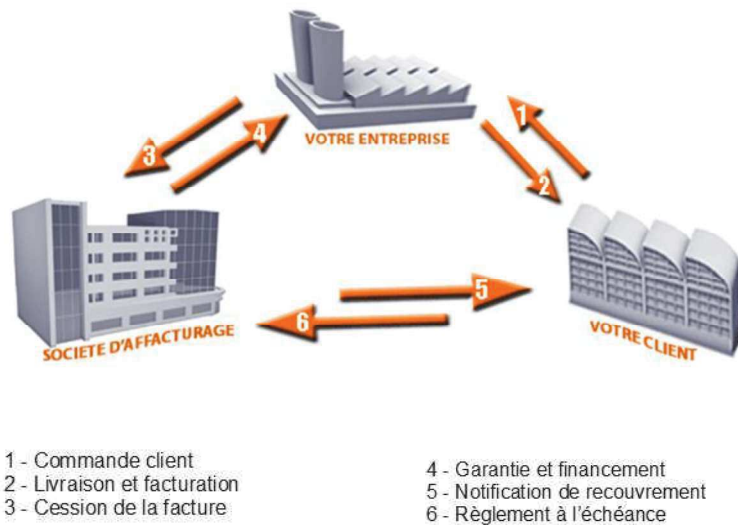 VOTRE ENTREPRISE
3
4
1
2
5
6
SOCIETE D'AFFACTURAGE
VOTRE CLIENT
1 - Commande client
2 - Livraison et facturation
3 - Cession de la facture
4 - Garantie et financement
5 - Notification de recouvrement
6 - Règlement à l'échéance